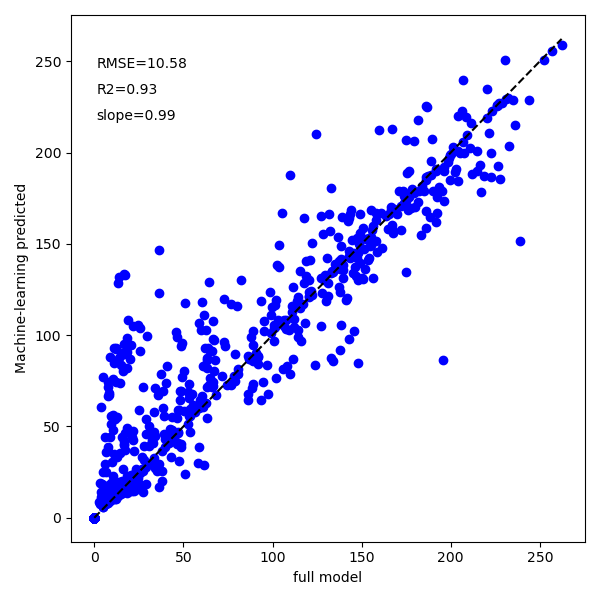 RMSE=10.58
R2=0.93
slope=0.99
Machine-learning predicted
250
200
150
100
50
0
0 50 100 150 200 250
full model